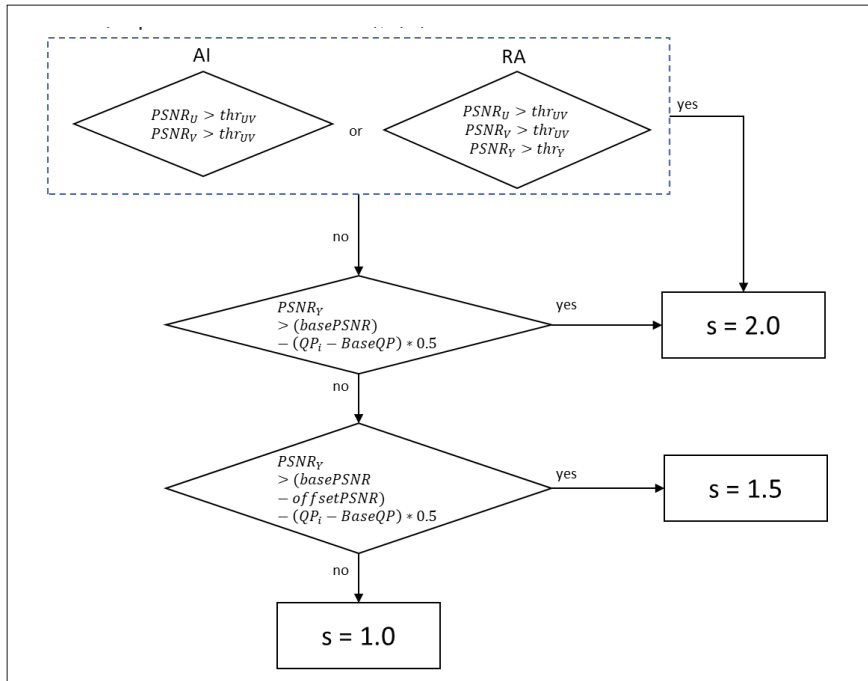 AI
RA
PSNR_U > thr_UV
PSNR_V > thr_UV
or
PSNR_U > thr_UV
PSNR_V > thr_UV
PSNR_Y > thr_Y
yes
no
PSNR_Y
> (basePSNR)
− (QP_i − BaseQP) ∗ 0.5
yes
s = 2.0
no
PSNR_Y
> (basePSNR
− offsetPSNR)
− (QP_i − BaseQP) ∗ 0.5
yes
s = 1.5
no
s = 1.0